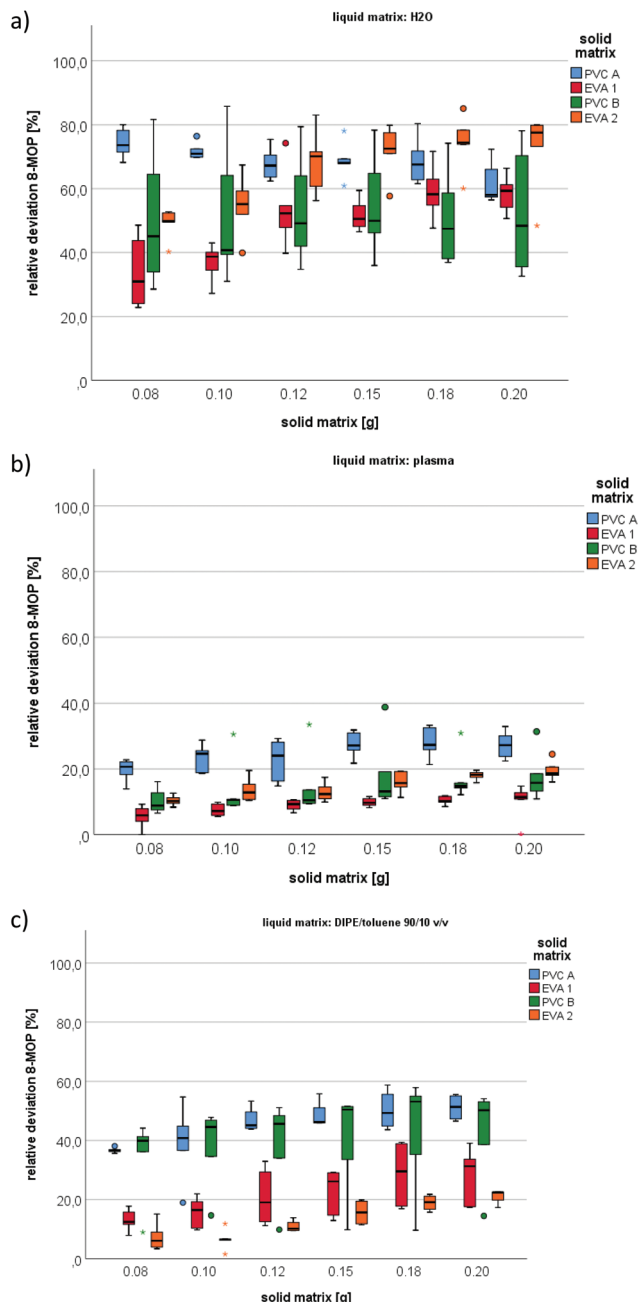 a)
liquid matrix: H2O
solid
matrix
PVC A
EVA 1
PVC B
EVA 2
relative deviation 8-MOP [%]
100,0
80,0
60,0
40,0
20,0
,0
0.08 0.10 0.12 0.15 0.18 0.20
solid matrix [g]
b)
liquid matrix: plasma
solid
matrix
PVC A
EVA 1
PVC B
EVA 2
relative deviation 8-MOP [%]
100,0
80,0
60,0
40,0
20,0
,0
0.08 0.10 0.12 0.15 0.18 0.20
solid matrix [g]
c)
liquid matrix: DIPE/toluene 90/10 v/v
solid
matrix
PVC A
EVA 1
PVC B
EVA 2
relative deviation 8-MOP [%]
100,0
80,0
60,0
40,0
20,0
,0
0.08 0.10 0.12 0.15 0.18 0.20
solid matrix [g]